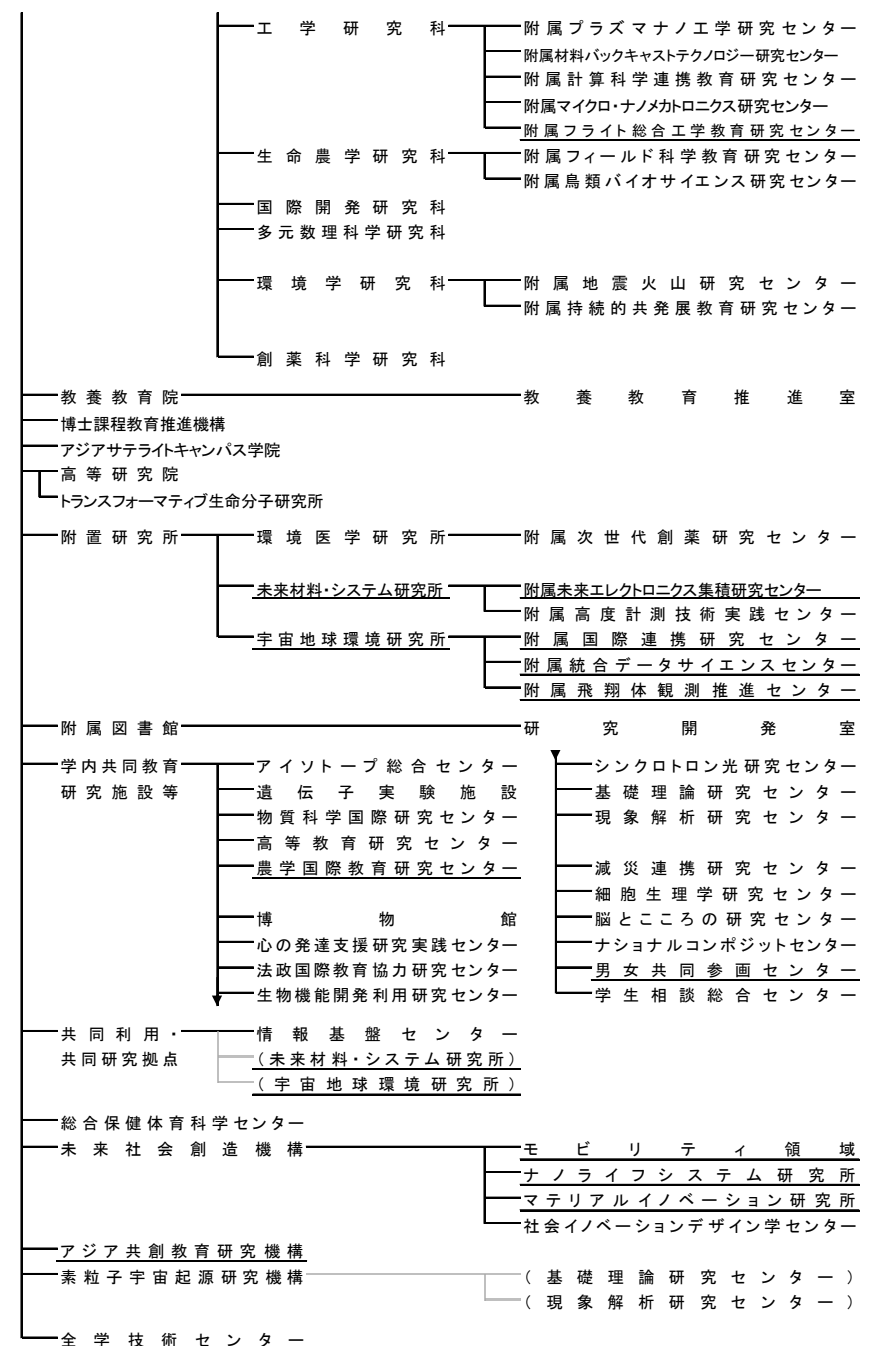 工学研究科 附属プラズマナノ工学研究センター
附属材料バックキャストテクノロジー研究センター
附属計算科学連携教育研究センター
附属マイクロ・ナノメカトロニクス研究センター
附属フライト総合工学教育研究センター
生命農学研究科 附属フィールド科学教育研究センター
附属鳥類バイオサイエンス研究センター
国際開発研究科
多元数理科学研究科
環境学研究科 附属地震火山研究センター
附属持続的共発展教育研究センター
創薬科学研究科
教養教育院 教養教育推進室
博士課程教育推進機構
アジアサテライトキャンパス学院
高等研究院
トランスフォーマティブ生命分子研究所
附置研究所 環境医学研究所 附属次世代創薬研究センター
未来材料・システム研究所 附属未来エレクトロニクス集積研究センター
附属高度計測技術実践センター
宇宙地球環境研究所 附属国際連携研究センター
附属統合データサイエンスセンター
附属飛翔体観測推進センター
附属図書館 研究開発室
学内共同教育 アイソトープ総合センター シンクロトロン光研究センター
研究施設等 遺伝子実験施設 基礎理論研究センター
物質科学国際研究センター 現象解析研究センター
高等教育研究センター
農学国際教育研究センター 減災連携研究センター
細胞生理学研究センター
博物館 脳とこころの研究センター
心の発達支援研究実践センター ナショナルコンポジットセンター
法政国際教育協力研究センター 男女共同参画センター
生物機能開発利用研究センター 学生相談総合センター
共同利用・ 情報基盤センター
共同研究拠点 (未来材料・システム研究所)
(宇宙地球環境研究所)
総合保健体育科学センター
未来社会創造機構 モビリティ領域
ナノライフシステム研究所
マテリアルイノベーション研究所
社会イノベーションデザイン学センター
アジア共創教育研究機構
素粒子宇宙起源研究機構 (基礎理論研究センター)
(現象解析研究センター)
全学技術センター